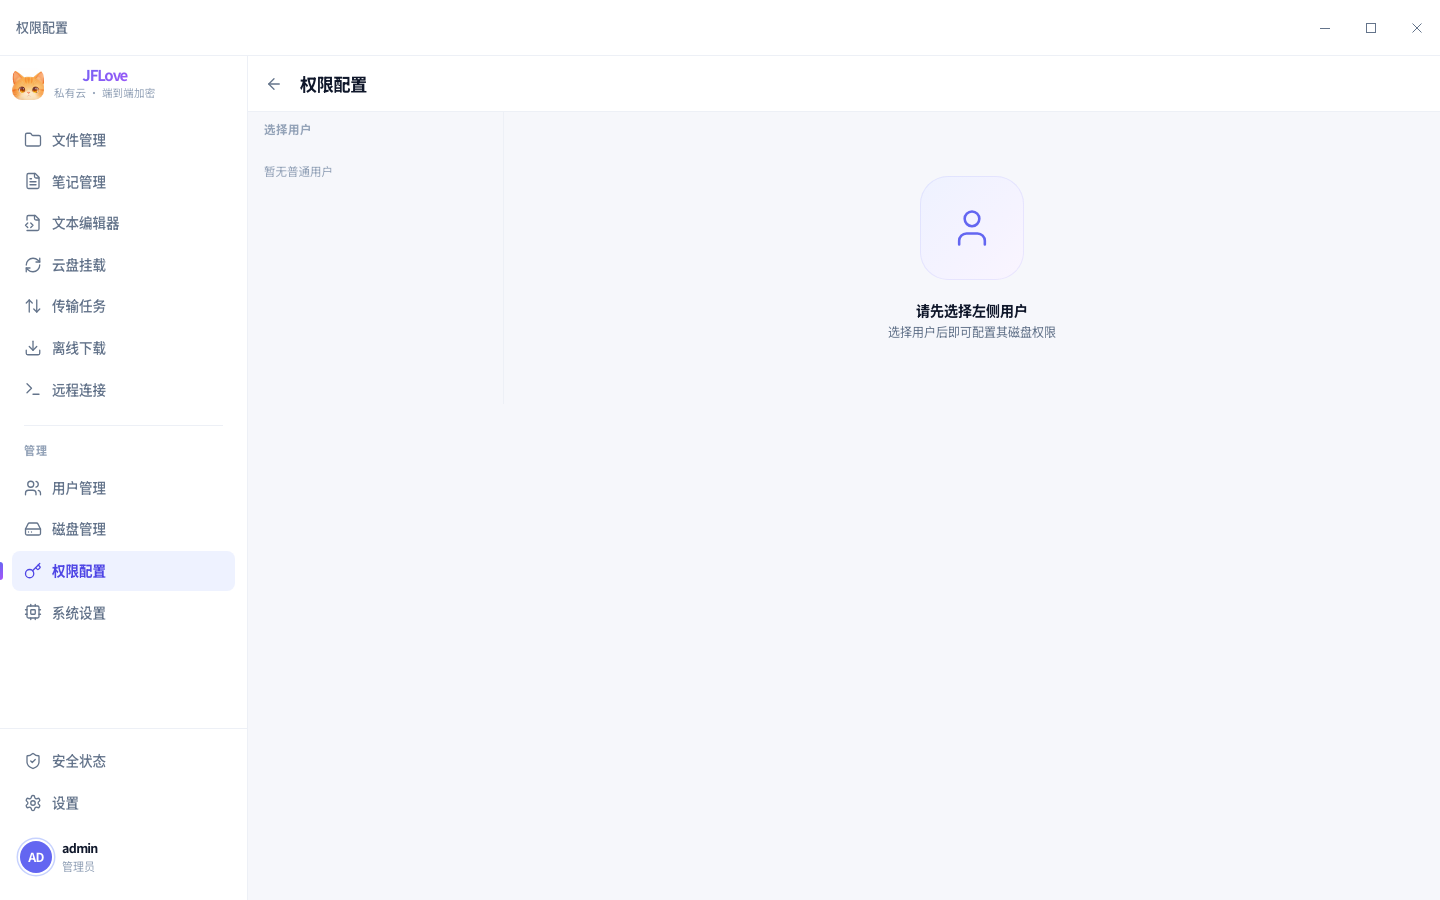 权限配置
JFLove
私有云 · 端到端加密
文件管理
笔记管理
文本编辑器
云盘挂载
传输任务
离线下载
远程连接
管理
用户管理
磁盘管理
权限配置
系统设置
安全状态
设置
AD
admin
管理员
权限配置
选择用户
暂无普通用户
请先选择左侧用户
选择用户后即可配置其磁盘权限